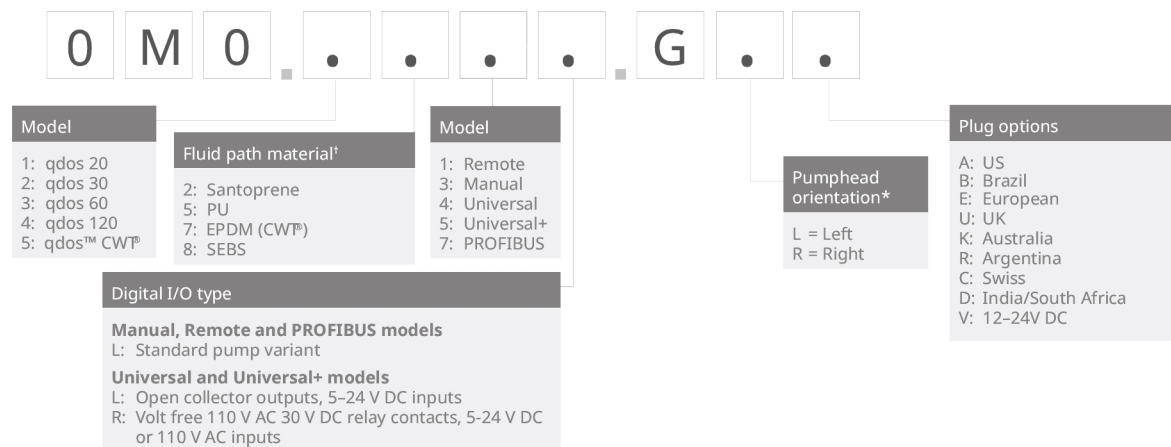 0 M 0 . . . . . . G . .
Model
1: qdos 20
2: qdos 30
3: qdos 60
4: qdos 120
5: qdos™ CWT®
Fluid path material†
2: Santoprene
5: PU
7: EPDM (CWT®)
8: SEBS
Model
1: Remote
3: Manual
4: Universal
5: Universal+
7: PROFIBUS
Digital I/O type
Manual, Remote and PROFIBUS models
L: Standard pump variant
Universal and Universal+ models
L: Open collector outputs, 5–24 V DC inputs
R: Volt free 110 V AC 30 V DC relay contacts, 5-24 V DC
or 110 V AC inputs
Pumphead
orientation*
L = Left
R = Right
Plug options
A: US
B: Brazil
E: European
U: UK
K: Australia
R: Argentina
C: Swiss
D: India/South Africa
V: 12–24V DC